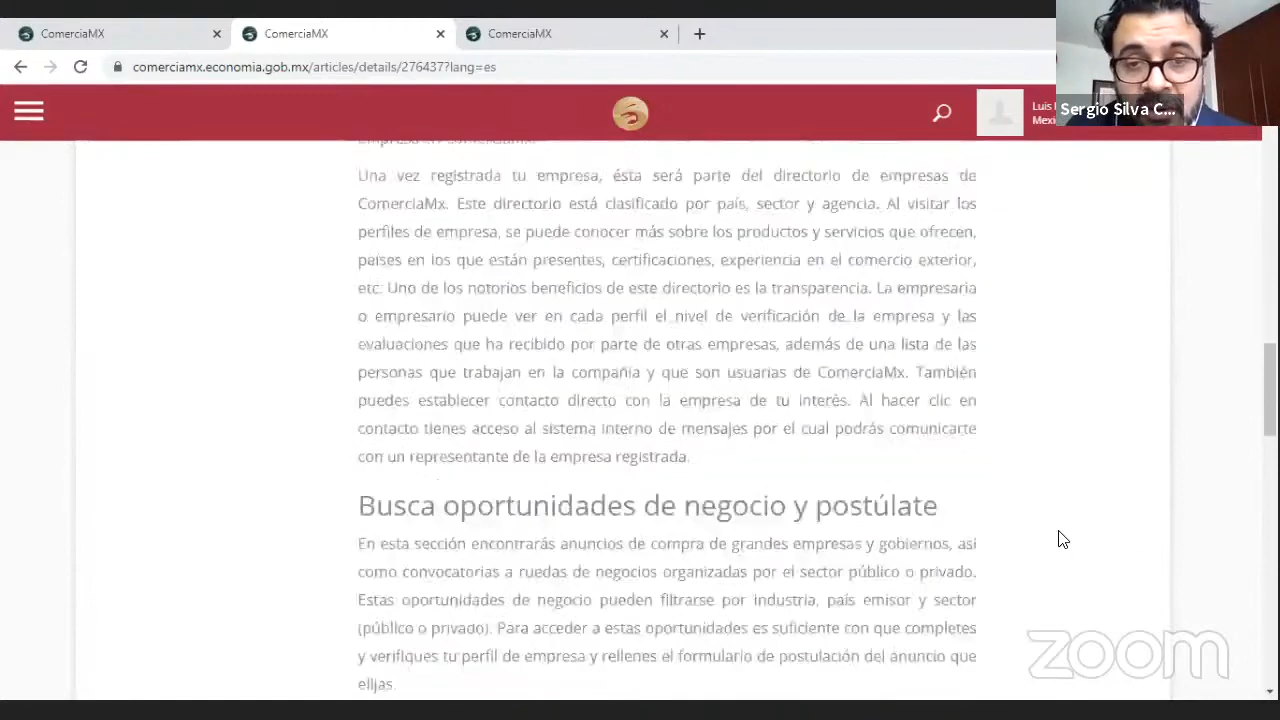 ComerciaMX
ComerciaMX
ComerciaMX
comerciamx.economia.gob.mx/articles/details/276437?lang=es
Luis
Mexi
Sergio Silva C...
Una vez registrada tu empresa, ésta será parte del directorio de empresas de
ComerciaMx. Este directorio está clasificado por país, sector y agencia. Al visitar los
perfiles de empresa, se puede conocer más sobre los productos y servicios que ofrecen,
países en los que están presentes, certificaciones, experiencia en el comercio exterior,
etc. Uno de los notorios beneficios de este directorio es la transparencia. La empresaria
o empresario puede ver en cada perfil el nivel de verificación de la empresa y las
evaluaciones que ha recibido por parte de otras empresas, además de una lista de las
personas que trabajan en la compañía y que son usuarias de ComerciaMx. También
puedes establecer contacto directo con la empresa de tu interés. Al hacer clic en
contacto tienes acceso al sistema interno de mensajes por el cual podrás comunicarte
con un representante de la empresa registrada.
Busca oportunidades de negocio y postúlate
En esta sección encontrarás anuncios de compra de grandes empresas y gobiernos, así
como convocatorias a ruedas de negocios organizadas por el sector público o privado.
Estas oportunidades de negocio pueden filtrarse por industria, país emisor y sector
(público o privado). Para acceder a estas oportunidades es suficiente con que completes
y verifiques tu perfil de empresa y rellenes el formulario de postulación del anuncio que
elijas.
zoom